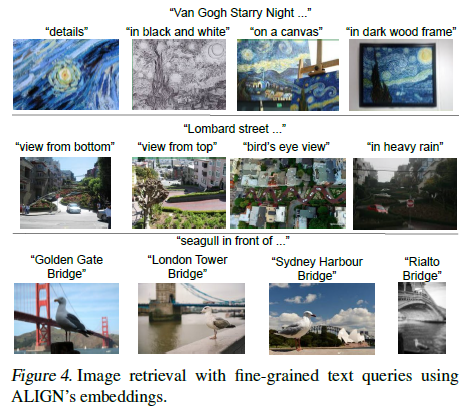 "Van Gogh Starry Night ..."
"details" "in black and white" "on a canvas" "in dark wood frame"
"Lombard street ..."
"view from bottom" "view from top" "bird's eye view" "in heavy rain"
"seagull in front of ..."
"Golden Gate Bridge" "London Tower Bridge" "Sydney Harbour Bridge" "Rialto Bridge"
Figure 4. Image retrieval with fine-grained text queries using
ALIGN's embeddings.